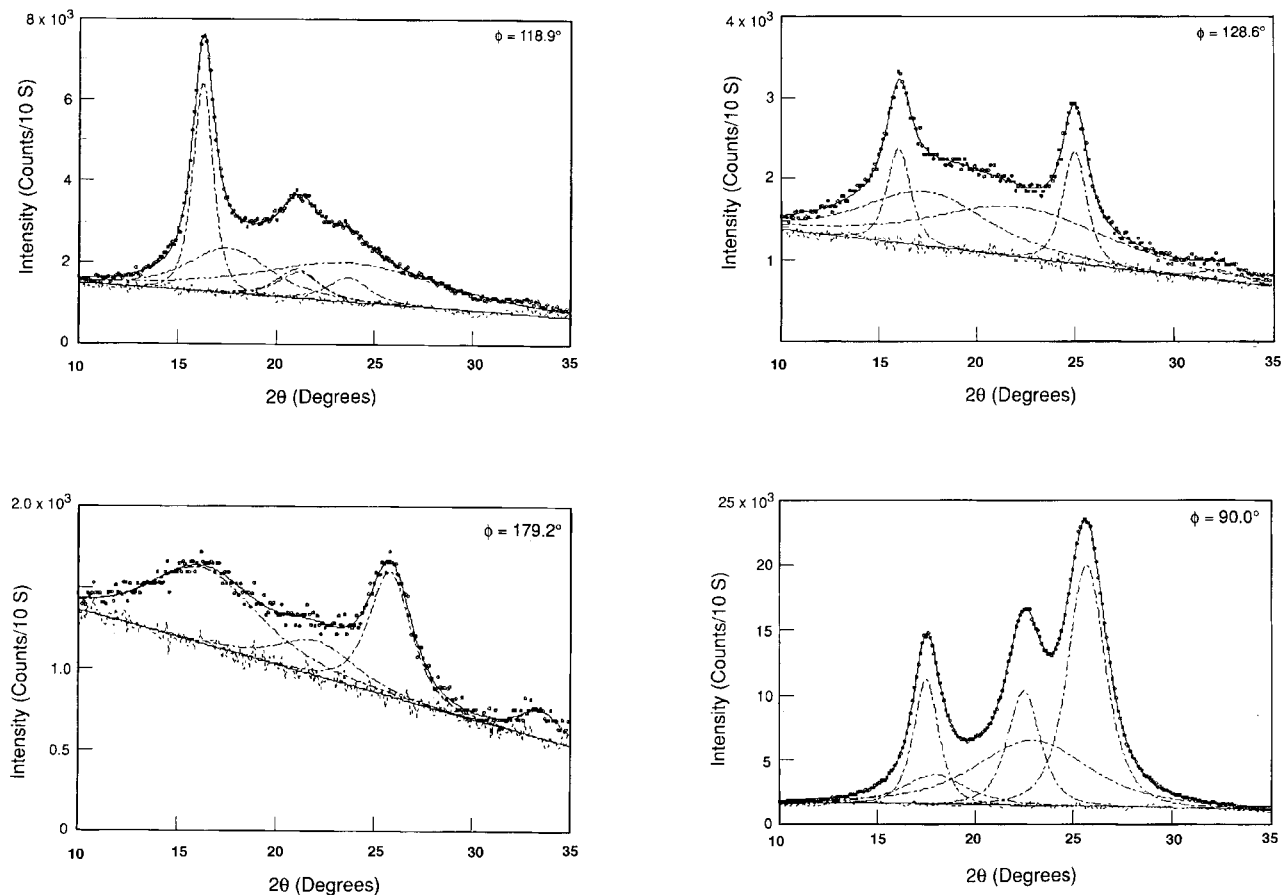 8 x 10³
ϕ = 118.9°
Intensity (Counts/10 S)
6
4
2
0
10 15 20 25 30 35
2θ (Degrees)
4 x 10³
ϕ = 128.6°
Intensity (Counts/10 S)
3
2
1
10 15 20 25 30 35
2θ (Degrees)
2.0 x 10³
ϕ = 179.2°
Intensity (Counts/10 S)
1.0
0.5
0
10 15 20 25 30 35
2θ (Degrees)
25 x 10³
ϕ = 90.0°
Intensity (Counts/10 S)
20
15
10
5
0
10 15 20 25 30 35
2θ (Degrees)